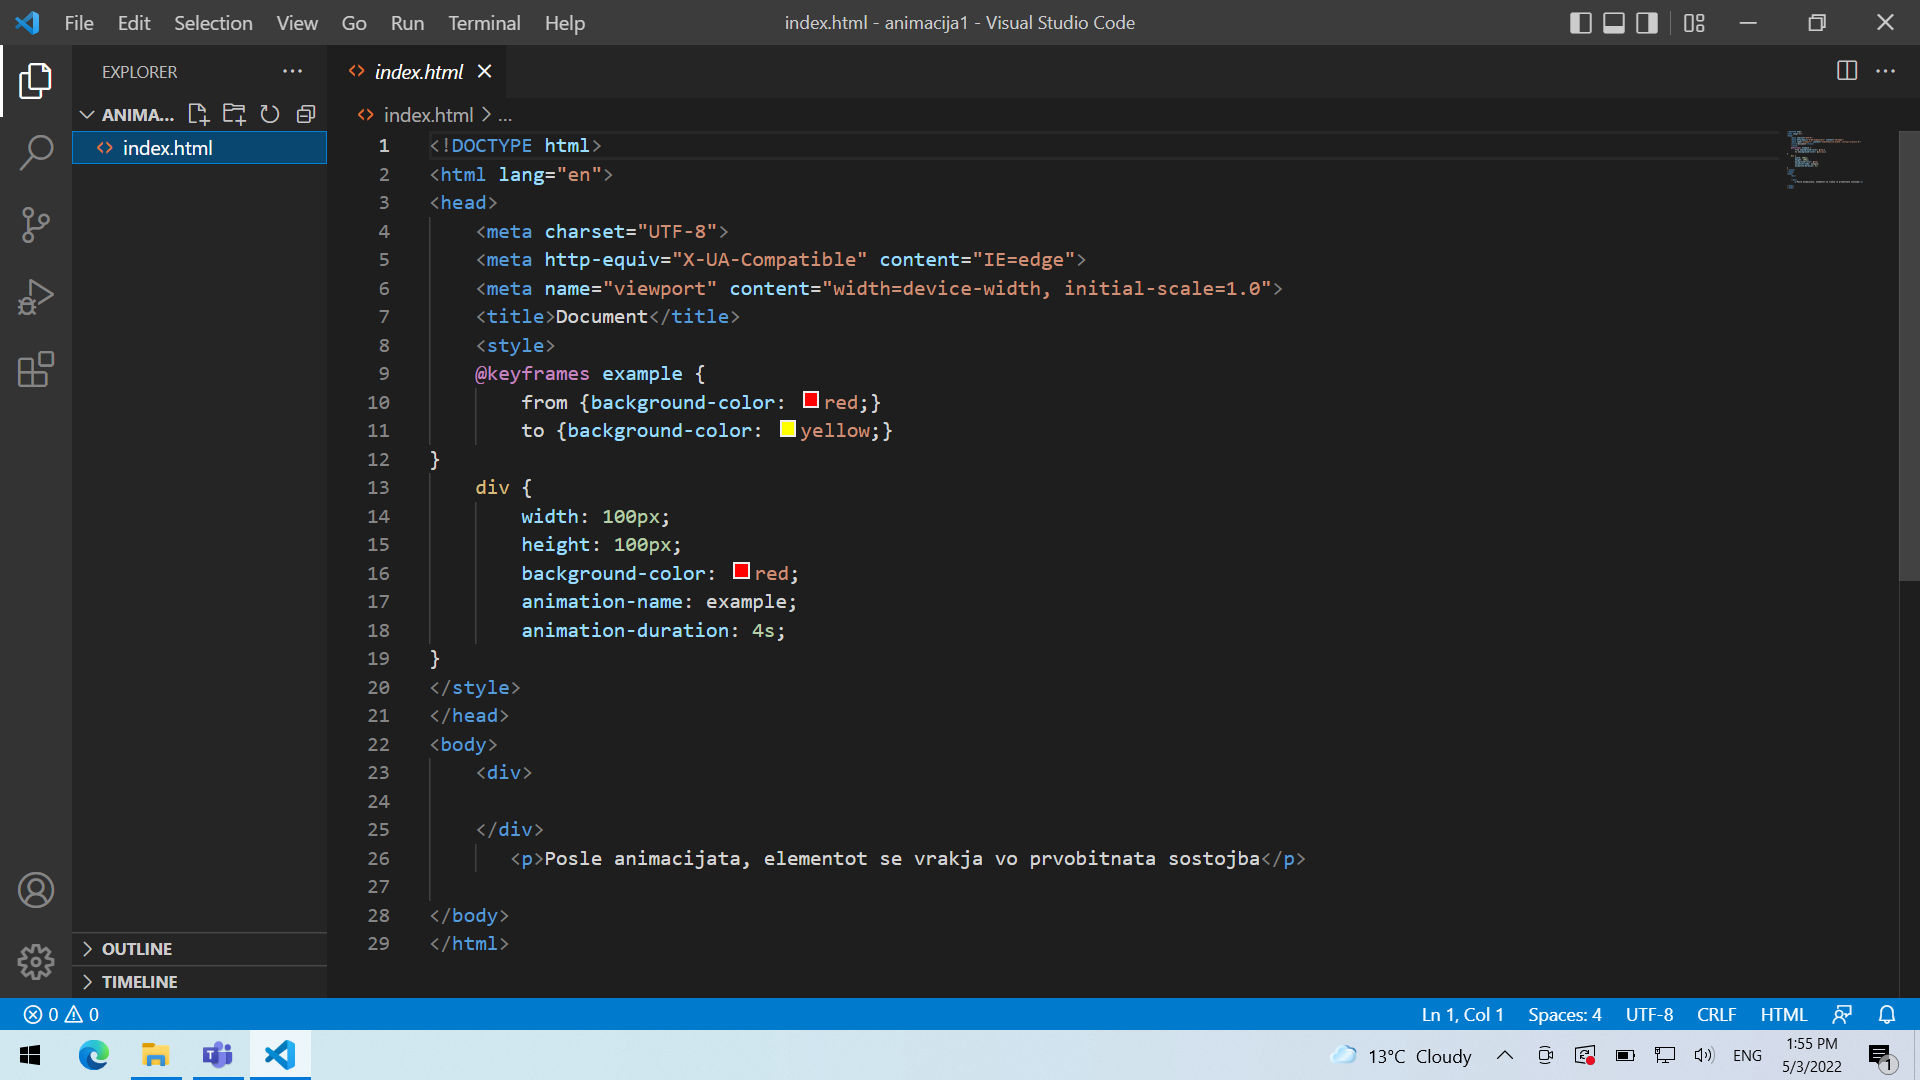 File Edit Selection View Go Run Terminal Help
index.html - animacija1 - Visual Studio Code
EXPLORER
ANIMA...
index.html
OUTLINE
TIMELINE
index.html
index.html > ...
1 <!DOCTYPE html>
2 <html lang="en">
3 <head>
4 <meta charset="UTF-8">
5 <meta http-equiv="X-UA-Compatible" content="IE=edge">
6 <meta name="viewport" content="width=device-width, initial-scale=1.0">
7 <title>Document</title>
8 <style>
9 @keyframes example {
10 from {background-color: red;}
11 to {background-color: yellow;}
12 }
13 div {
14 width: 100px;
15 height: 100px;
16 background-color: red;
17 animation-name: example;
18 animation-duration: 4s;
19 }
20 </style>
21 </head>
22 <body>
23 <div>
24
25 </div>
26 <p>Posle animacijata, elementot se vrakja vo prvobitnata sostojba</p>
27
28 </body>
29 </html>
0 0
Ln 1, Col 1 Spaces: 4 UTF-8 CRLF HTML
13°C Cloudy
ENG
1:55 PM
5/3/2022
1